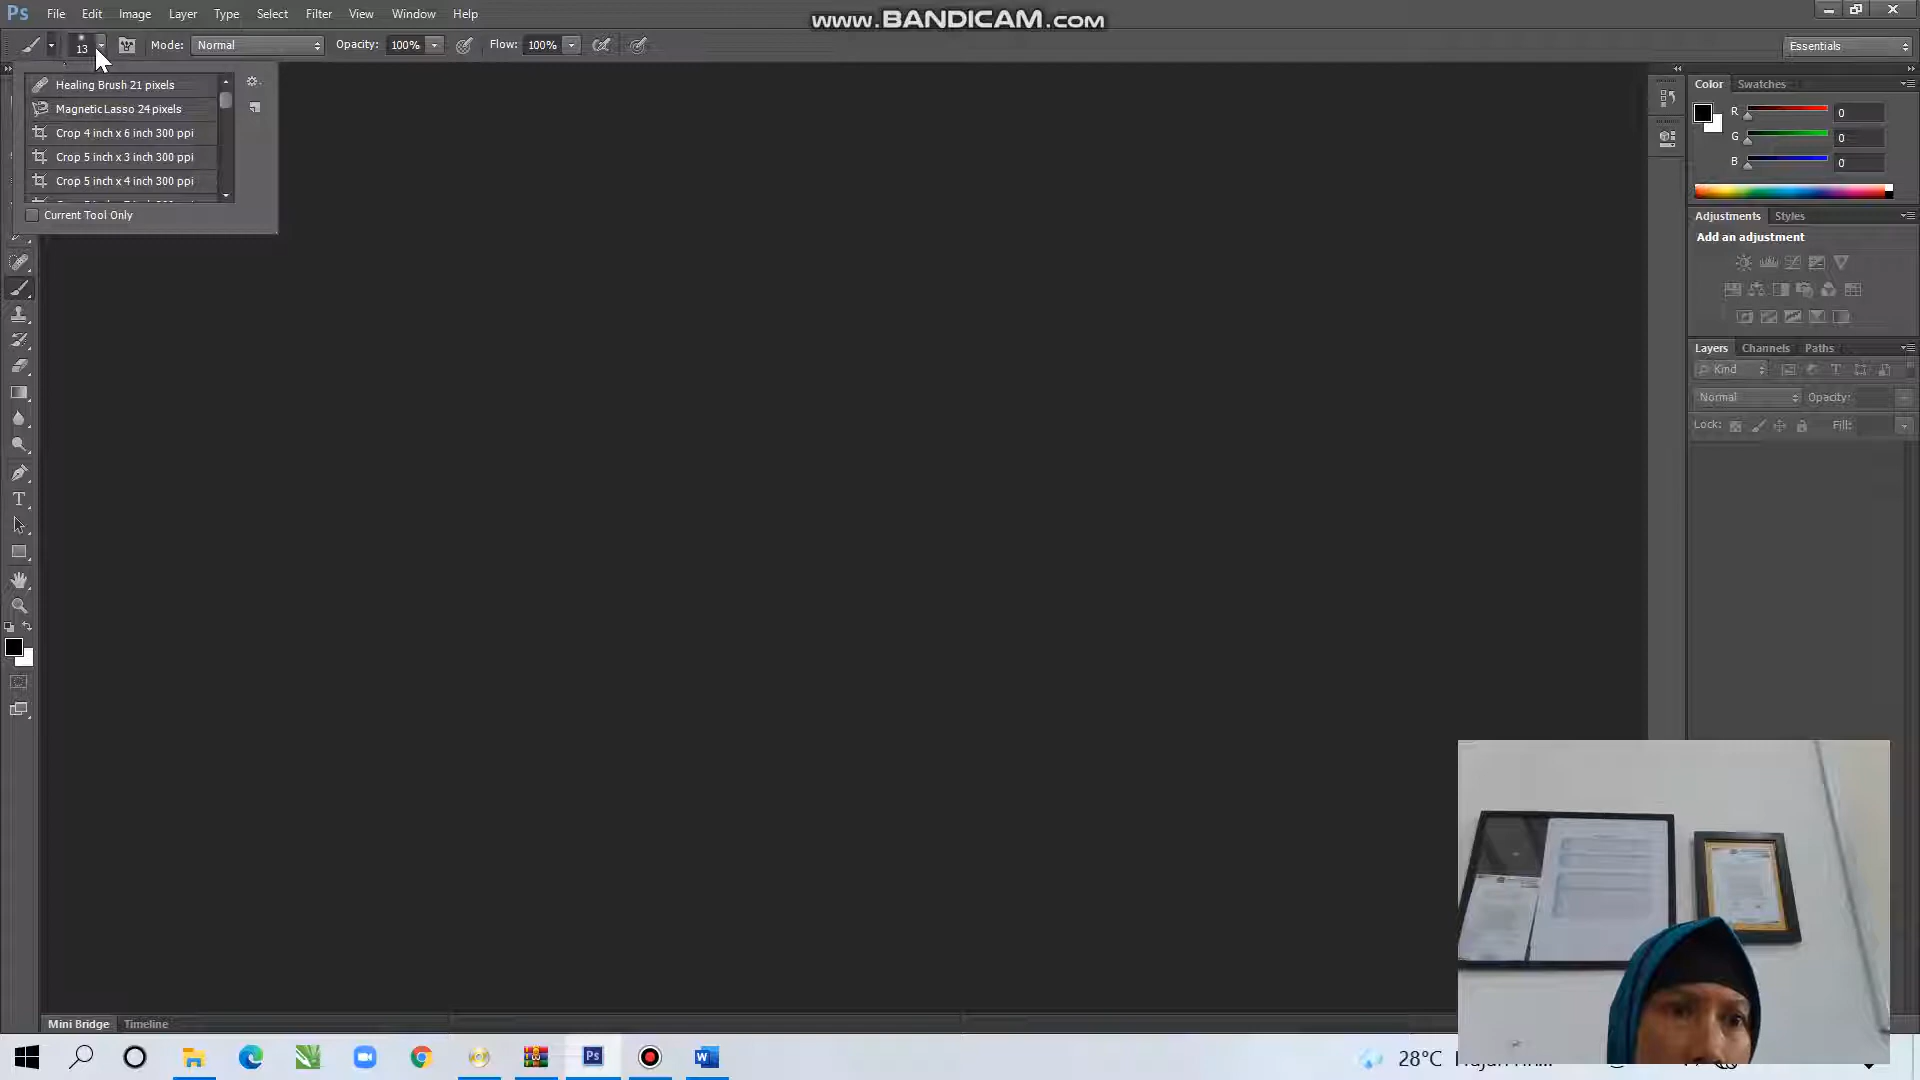 Ps File Edit Image Layer Type Select Filter View Window Help
www.BANDICAM.com
13 Mode: Normal Opacity: 100% Flow: 100% Essentials
Healing Brush 21 pixels
Magnetic Lasso 24 pixels
Crop 4 inch x 6 inch 300 ppi
Crop 5 inch x 3 inch 300 ppi
Crop 5 inch x 4 inch 300 ppi
Current Tool Only
Color Swatches
R 0
G 0
B 0
Adjustments Styles
Add an adjustment
Layers Channels Paths
Kind
Normal Opacity:
Lock: Fill:
T
Mini Bridge Timeline
Ps W 28°C